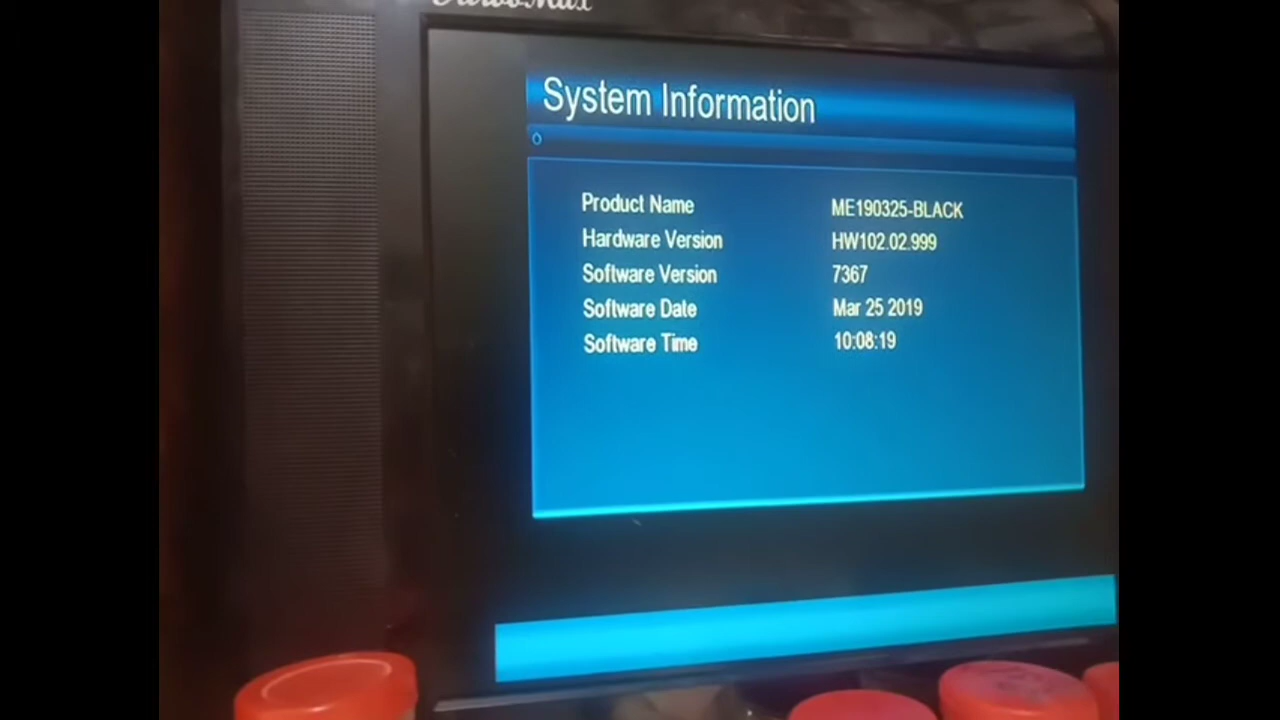 System Information
Product Name ME190325-BLACK
Hardware Version HW102.02.999
Software Version 7367
Software Date Mar 25 2019
Software Time 10:08:19